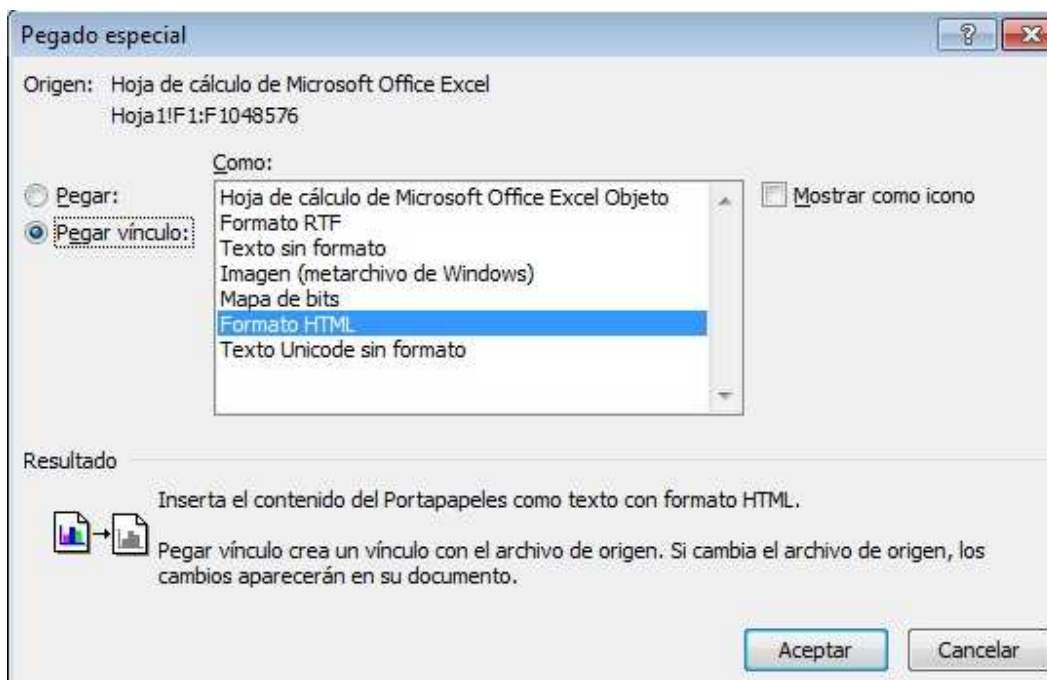 Pegado especial
Origen: Hoja de cálculo de Microsoft Office Excel
Hoja1!F1:F1048576
Como:
Pegar:
Pegar vínculo:
Hoja de cálculo de Microsoft Office Excel Objeto
Formato RTF
Texto sin formato
Imagen (metarchivo de Windows)
Mapa de bits
Formato HTML
Texto Unicode sin formato
Mostrar como icono
Resultado
Inserta el contenido del Portapapeles como texto con formato HTML.
Pegar vínculo crea un vínculo con el archivo de origen. Si cambia el archivo de origen, los
cambios aparecerán en su documento.
Aceptar
Cancelar